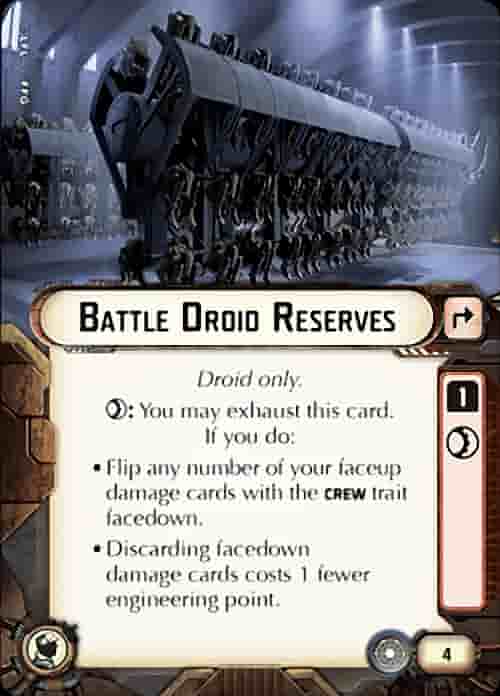 BATTLE DROID RESERVES
Droid only.
: You may exhaust this card.
If you do:
• Flip any number of your faceup
damage cards with the CREW trait
facedown.
• Discarding facedown
damage cards costs 1 fewer
engineering point.
1
4